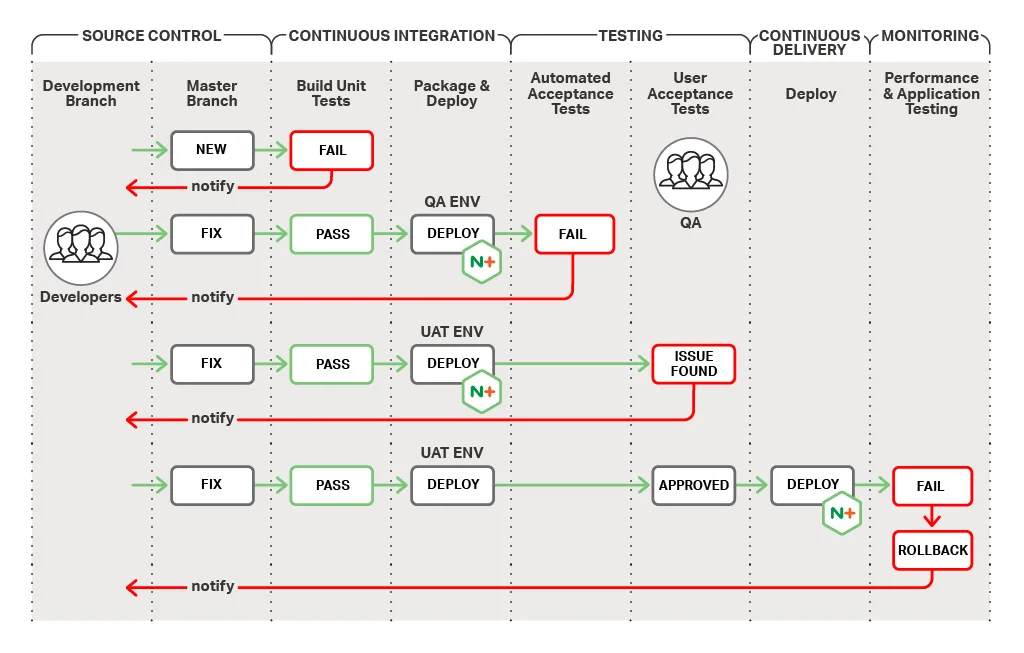 SOURCE CONTROL
CONTINUOUS INTEGRATION
TESTING
CONTINUOUS
DELIVERY
MONITORING
Development
Branch
Master
Branch
Build Unit
Tests
Package &
Deploy
Automated
Acceptance
Tests
User
Acceptance
Tests
Deploy
Performance
& Application
Testing
NEW
FAIL
notify
QA
Developers
QA ENV
FIX
PASS
DEPLOY
N+
FAIL
notify
UAT ENV
FIX
PASS
DEPLOY
N+
ISSUE
FOUND
notify
UAT ENV
FIX
PASS
DEPLOY
APPROVED
DEPLOY
N+
FAIL
ROLLBACK
notify